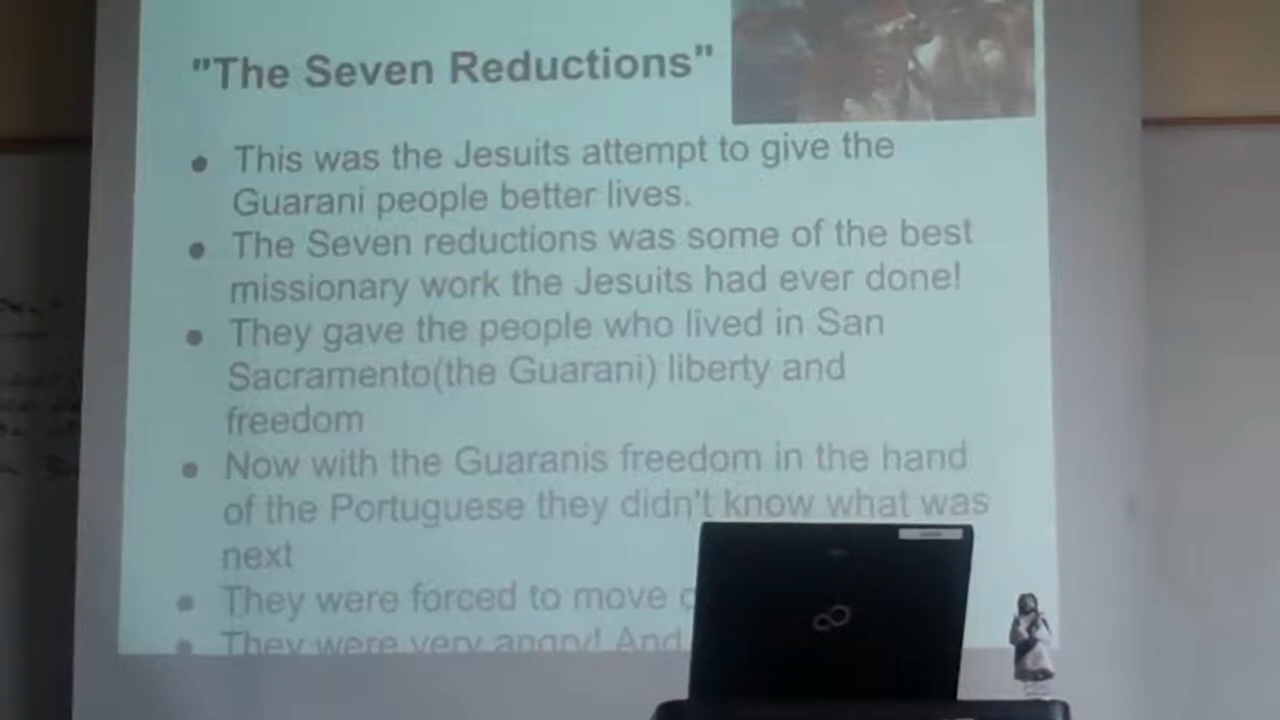 "The Seven Reductions"
• This was the Jesuits attempt to give the
Guarani people better lives.
• The Seven reductions was some of the best
missionary work the Jesuits had ever done!
• They gave the people who lived in San
Sacramento(the Guarani) liberty and
freedom
• Now with the Guaranis freedom in the hand
of the Portuguese they didn't know what was
next
• They were forced to move
• They were very angry! And